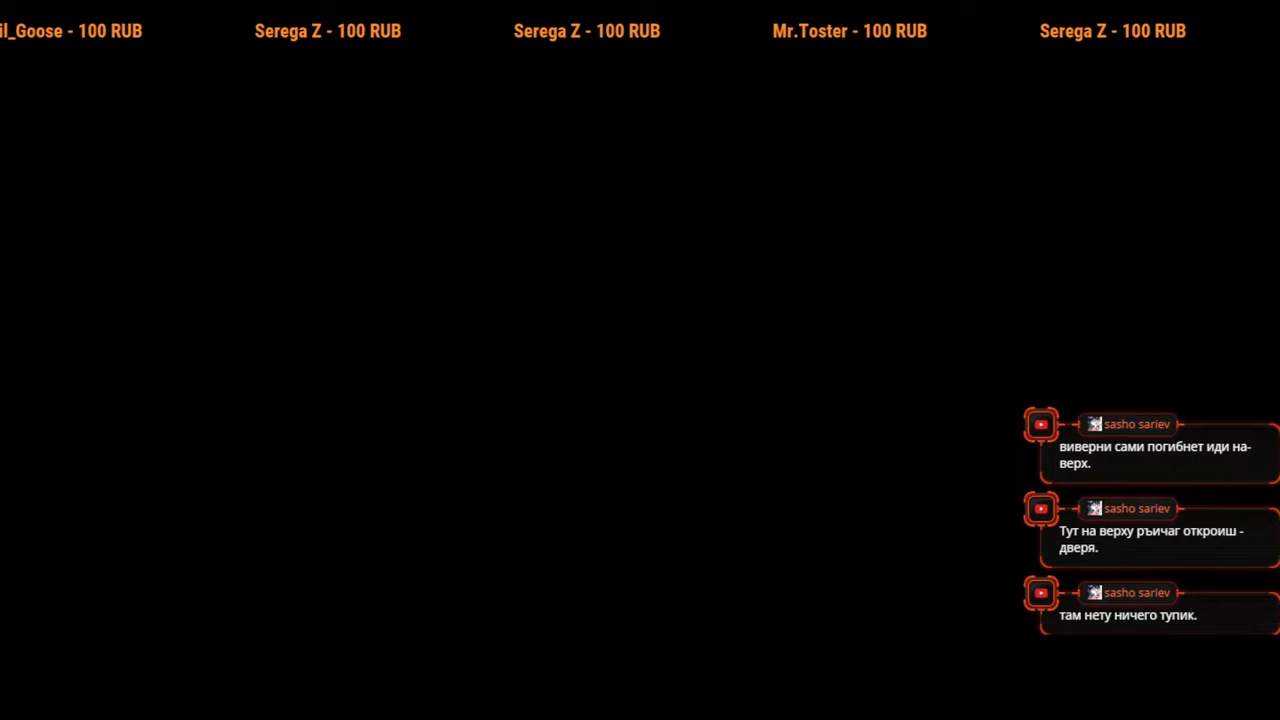 il_Goose - 100 RUB Serega Z - 100 RUB Serega Z - 100 RUB Mr.Toster - 100 RUB Serega Z - 100 RUB
sasho sariev
виверни сами погибнет иди на-
верх.
sasho sariev
Тут на верху ръичаг откроиш -
дверя.
sasho sariev
там нету ничего тупик.